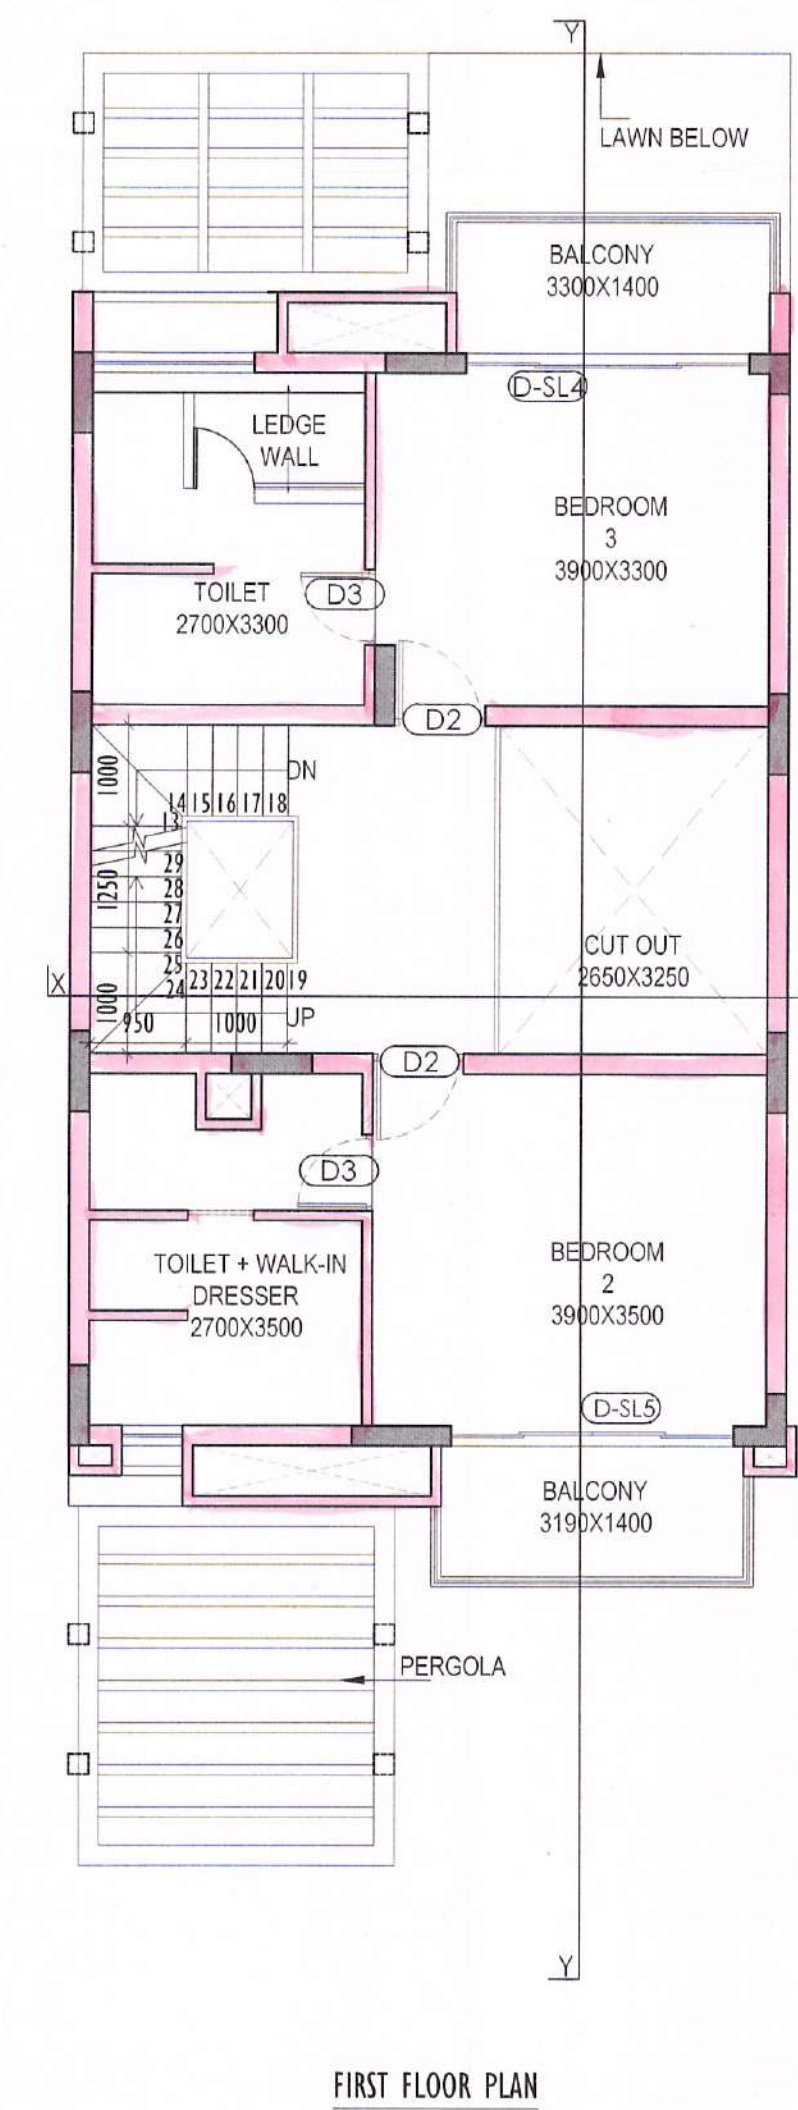 Y
LAWN BELOW
BALCONY
3300X1400
D-SL4
LEDGE
WALL
BEDROOM
3
3900X3300
TOILET
2700X3300
D3
D2
1000
DN
14 15 16 17 18
13
29
28
1250
27
26
25
24
23 22 21 20 19
CUT OUT
2650X3250
X
1000
950
1000
UP
D2
D3
TOILET + WALK-IN
DRESSER
2700X3500
BEDROOM
2
3900X3500
D-SL5
BALCONY
3190X1400
PERGOLA
Y
FIRST FLOOR PLAN